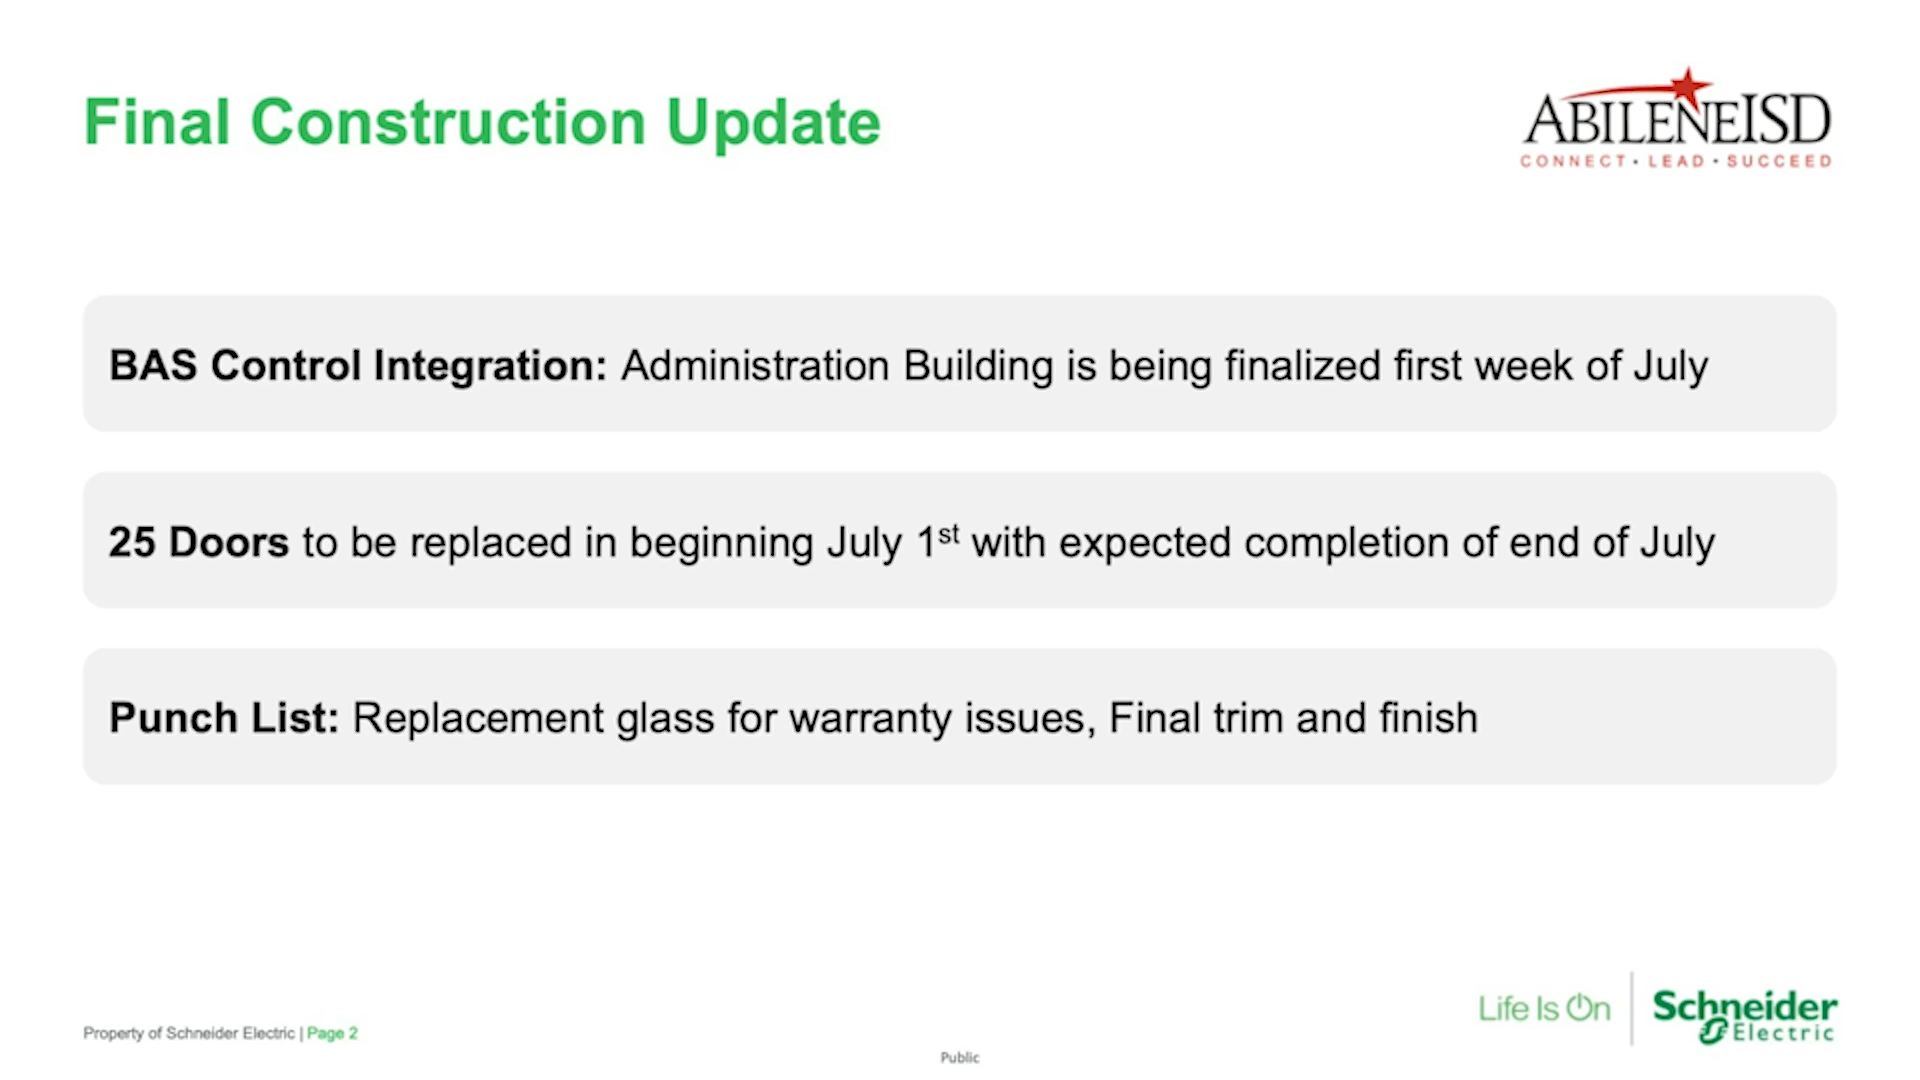 Final Construction Update
ABILENEISD
CONNECT • LEAD • SUCCEED
BAS Control Integration: Administration Building is being finalized first week of July
25 Doors to be replaced in beginning July 1st with expected completion of end of July
Punch List: Replacement glass for warranty issues, Final trim and finish
Property of Schneider Electric | Page 2
Life Is On
Schneider
Electric
Public